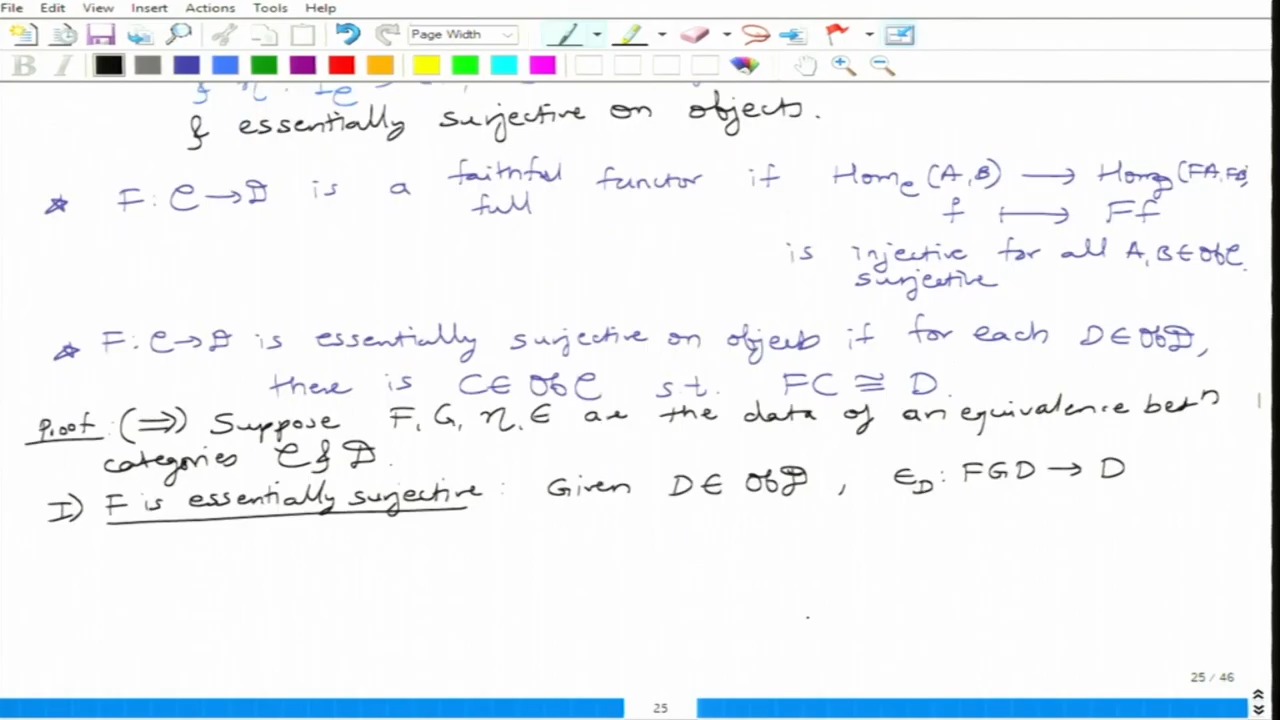 File Edit View Insert Format Actions Tools Help
Page Width
B I
& essentially surjective on objects.
* F: C → D is a faithful functor if Hom_C (A,B) → Hom_D (FA, FB)
full
f ↦ Ff
is injective for all A, B ∈ Ob C.
surjective
* F: C → D is essentially surjective on objects if for each D ∈ Ob D,
there is C ∈ Ob C s.t. FC ≅ D.
Proof: (⇒) Suppose F, G, η, ∈ are the data of an equivalence betⁿ
categories C & D.
I) F is essentially surjective: Given D ∈ Ob D, ∈_D: FGD → D
25 / 46
25